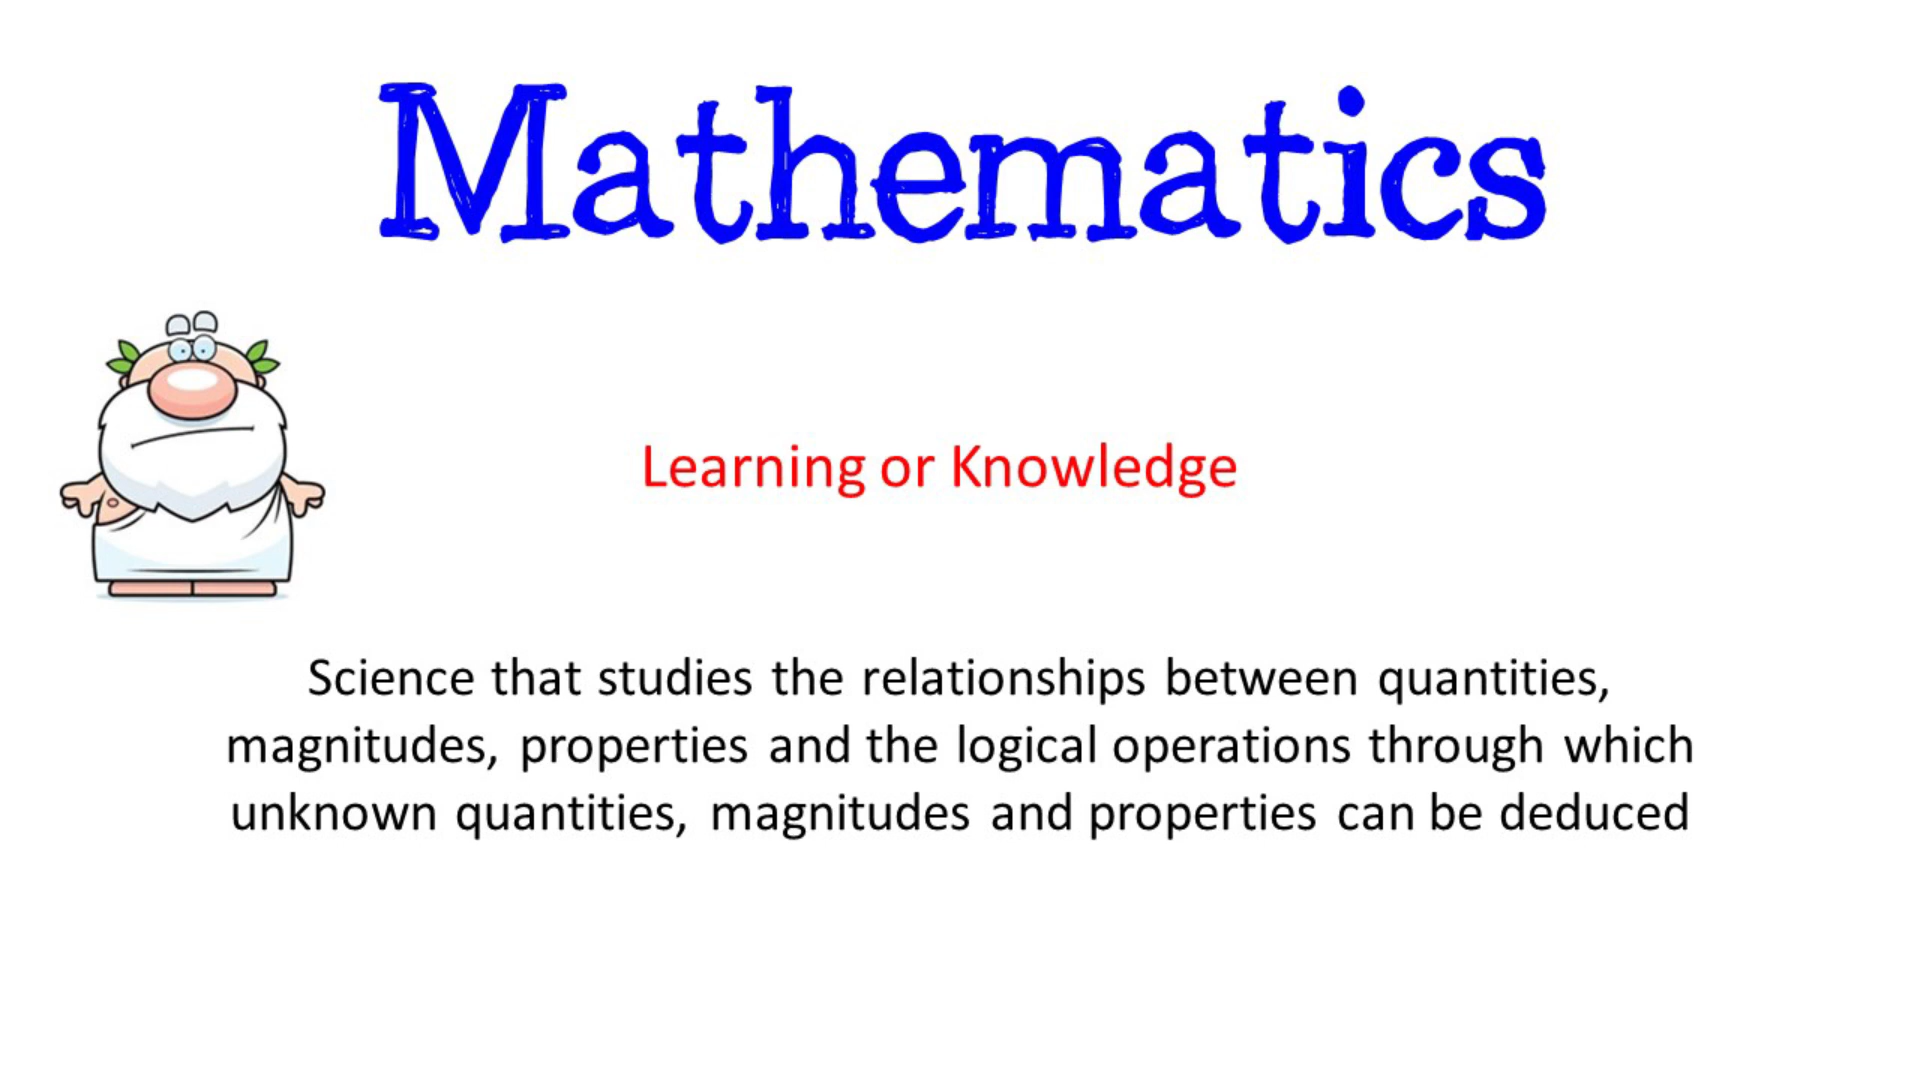 Mathematics
Learning or Knowledge
Science that studies the relationships between quantities,
magnitudes, properties and the logical operations through which
unknown quantities, magnitudes and properties can be deduced